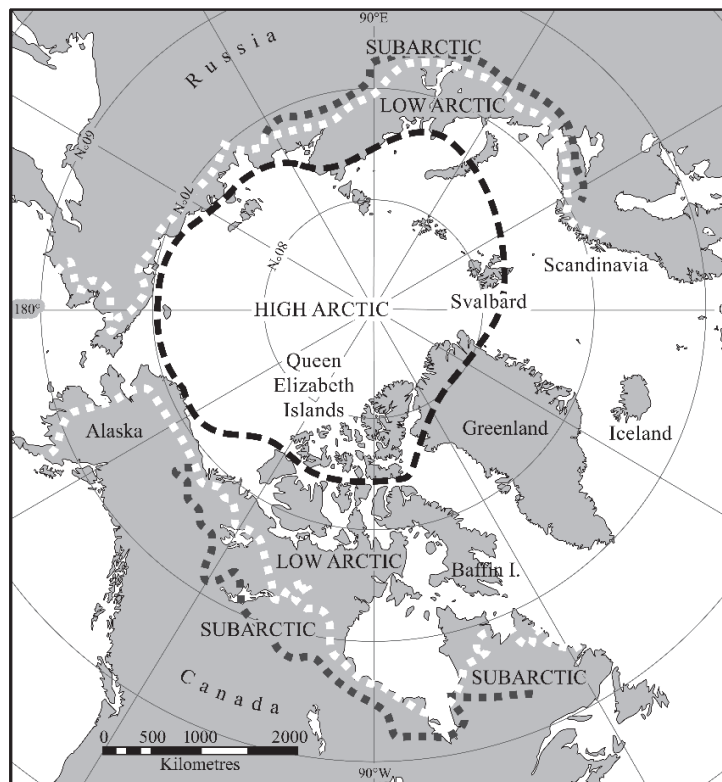 90°E
SUBARCTIC
Russia
LOW ARCTIC
60°N
70°N
80°N
Scandinavia
180°
HIGH ARCTIC
Svalbard
Queen
Elizabeth
Islands
Alaska
Greenland
Iceland
LOW ARCTIC
Baffin I.
SUBARCTIC
SUBARCTIC
Canada
0 500 1000 2000
Kilometres
90°W